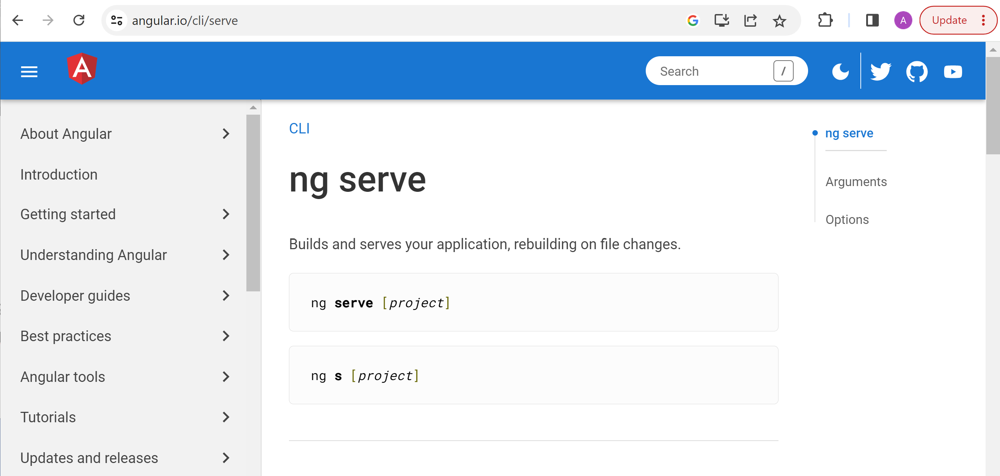 angular.io/cli/serve
A
Update
Search /
About Angular
Introduction
Getting started
Understanding Angular
Developer guides
Best practices
Angular tools
Tutorials
Updates and releases
CLI
ng serve
Builds and serves your application, rebuilding on file changes.
ng serve [project]
ng s [project]
ng serve
Arguments
Options